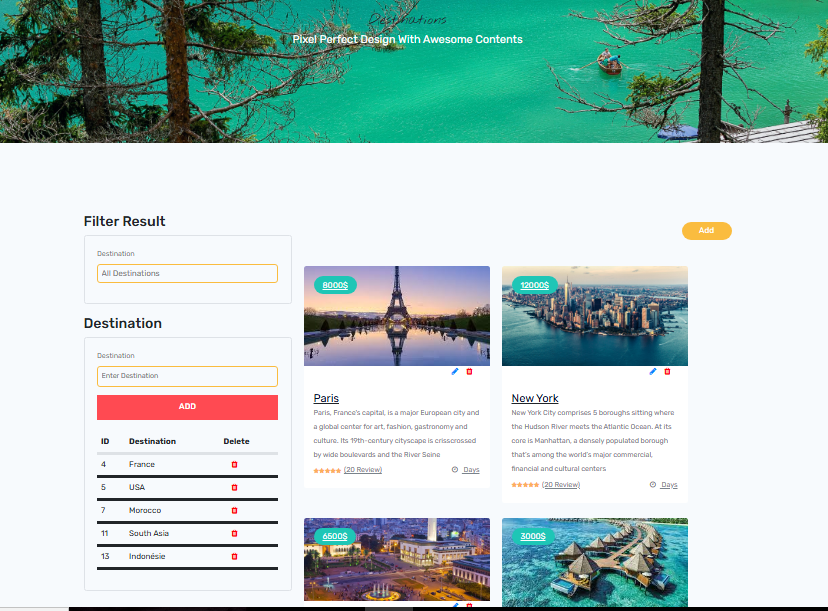 Destinations
Pixel Perfect Design With Awesome Contents
Filter Result
Add
Destination
All Destinations
Destination
Destination
Enter Destination
ADD
ID Destination Delete
4 France
5 USA
7 Morocco
11 South Asia
13 Indonésie
8000$
Paris
Paris, France's capital, is a major European city and
a global center for art, fashion, gastronomy and
culture. Its 19th-century cityscape is crisscrossed
by wide boulevards and the River Seine
(20 Review) Days
12000$
New York
New York City comprises 5 boroughs sitting where
the Hudson River meets the Atlantic Ocean. At its
core is Manhattan, a densely populated borough
that's among the world's major commercial,
financial and cultural centers
(20 Review) Days
6500$
3000$